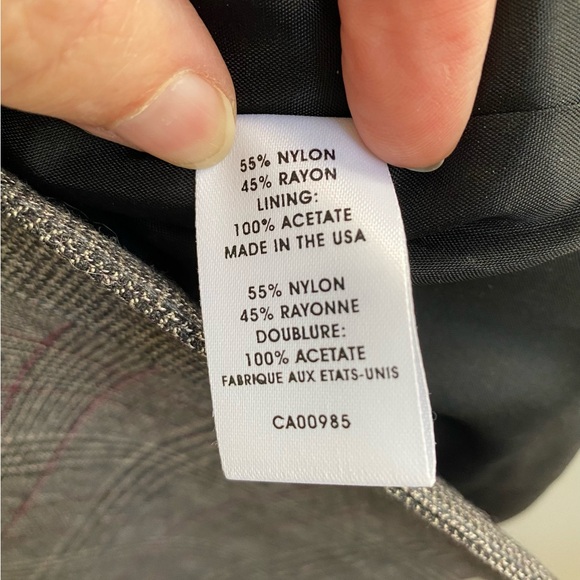 55% NYLON
45% RAYON
LINING:
100% ACETATE
MADE IN THE USA
55% NYLON
45% RAYONNE
DOUBLURE:
100% ACETATE
FABRIQUE AUX ETATS-UNIS
CA00985